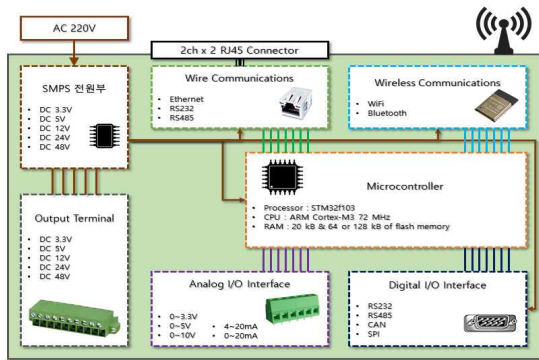 AC 220V
2ch x 2 RJ45 Connector
SMPS 전원부
• DC 3.3V
• DC 5V
• DC 12V
• DC 24V
• DC 48V
Wire Communications
• Ethernet
• RS232
• RS485
Wireless Communications
• WiFi
• Bluetooth
Microcontroller
• Processor : STM32f103
• CPU : ARM Cortex-M3 72 MHz
• RAM : 20 kB & 64 or 128 kB of flash memory
Output Terminal
• DC 3.3V
• DC 5V
• DC 12V
• DC 24V
• DC 48V
Analog I/O Interface
• 0~3.3V
• 0~5V
• 0~10V
• 4~20mA
• 0~20mA
Digital I/O Interface
• RS232
• RS485
• CAN
• SPI